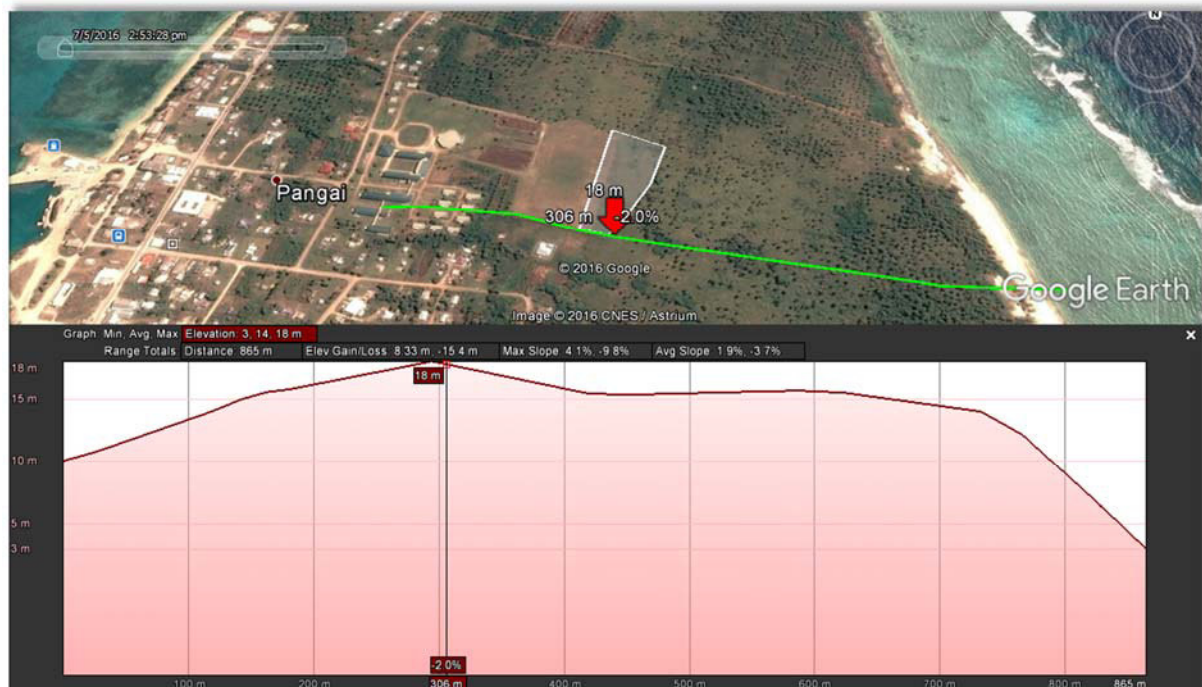 7/5/2016 2:53:28 pm
N
Pangai
18 m
306 m -2.0%
© 2016 Google
Google Earth
Image © 2016 CNES / Astrium
Graph: Min, Avg, Max Elevation: 3, 14, 18 m
Range Totals: Distance: 865 m Elev Gain/Loss: 8.33 m, -15.4 m Max Slope: 4.1%, -9.8% Avg Slope: 1.9%, -3.7%
18 m
18 m
15 m
10 m
5 m
3 m
-2.0%
100 m 200 m 306 m 400 m 500 m 600 m 700 m 800 m 865 m